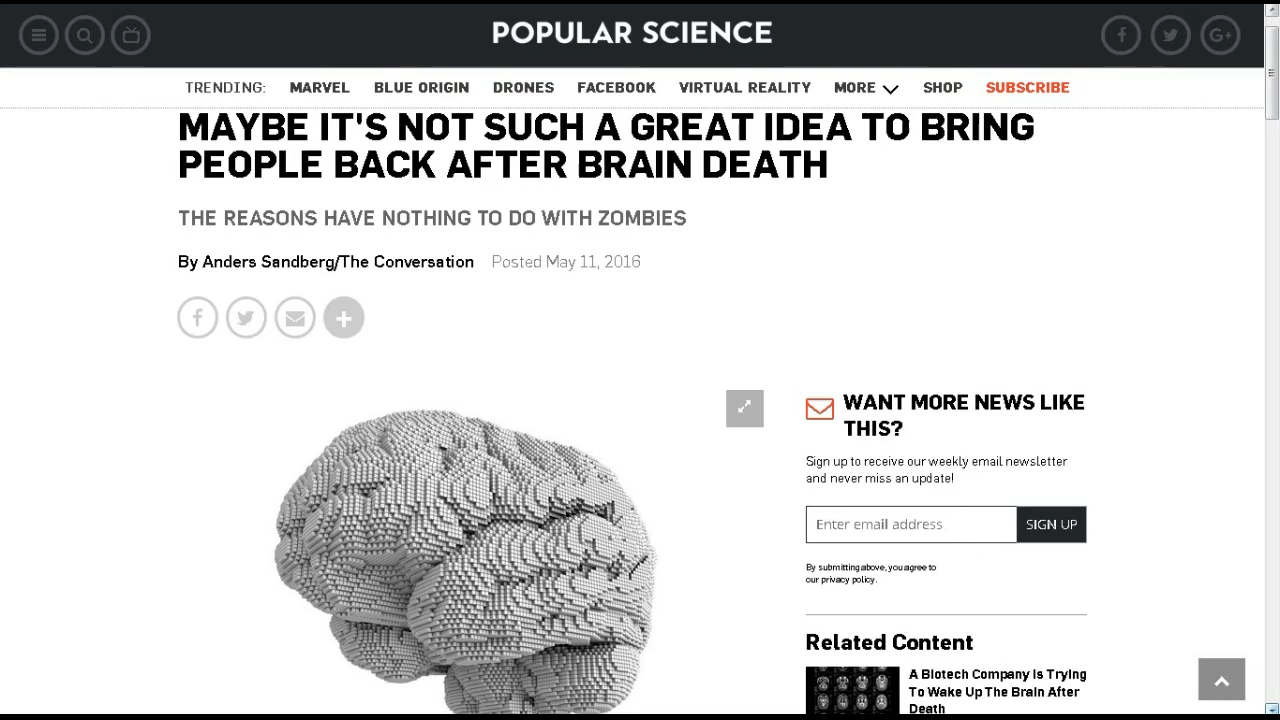 POPULAR SCIENCE
G+
TRENDING: MARVEL BLUE ORIGIN DRONES FACEBOOK VIRTUAL REALITY MORE SHOP SUBSCRIBE
MAYBE IT'S NOT SUCH A GREAT IDEA TO BRING
PEOPLE BACK AFTER BRAIN DEATH
THE REASONS HAVE NOTHING TO DO WITH ZOMBIES
By Anders Sandberg/The Conversation Posted May 11, 2016
WANT MORE NEWS LIKE
THIS?
Sign up to receive our weekly email newsletter
and never miss an update!
Enter email address SIGN UP
By submitting above, you agree to
our privacy policy.
Related Content
A Biotech Company Is Trying
To Wake Up The Brain After
Death